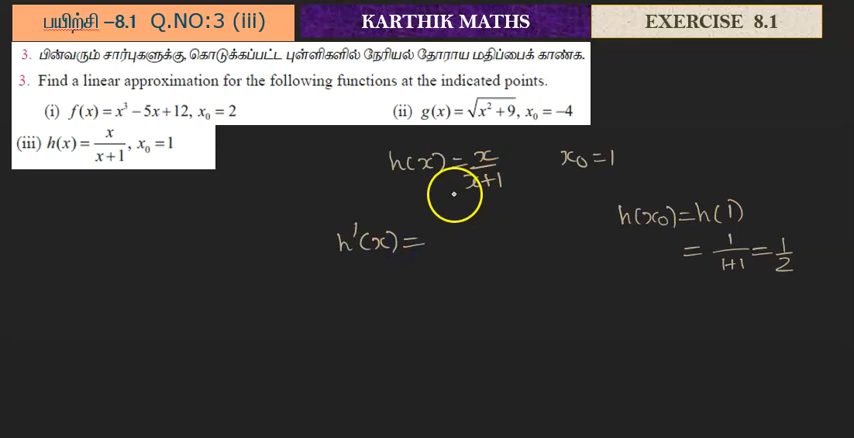 பயிற்சி –8.1 Q.NO:3 (iii)
KARTHIK MATHS
EXERCISE 8.1
3. பின்வரும் சார்புகளுக்கு, கொடுக்கப்பட்ட புள்ளிகளில் நேரியல் தோராய மதிப்பைக் காண்க.
3. Find a linear approximation for the following functions at the indicated points.
(i) f(x) = x³ − 5x + 12, x₀ = 2 (ii) g(x) = √(x² + 9), x₀ = −4
(iii) h(x) = x/(x+1), x₀ = 1
h(x) = x/(x+1) x₀ = 1
h(x₀) = h(1)
h'(x) =
= 1/(1+1) = 1/2